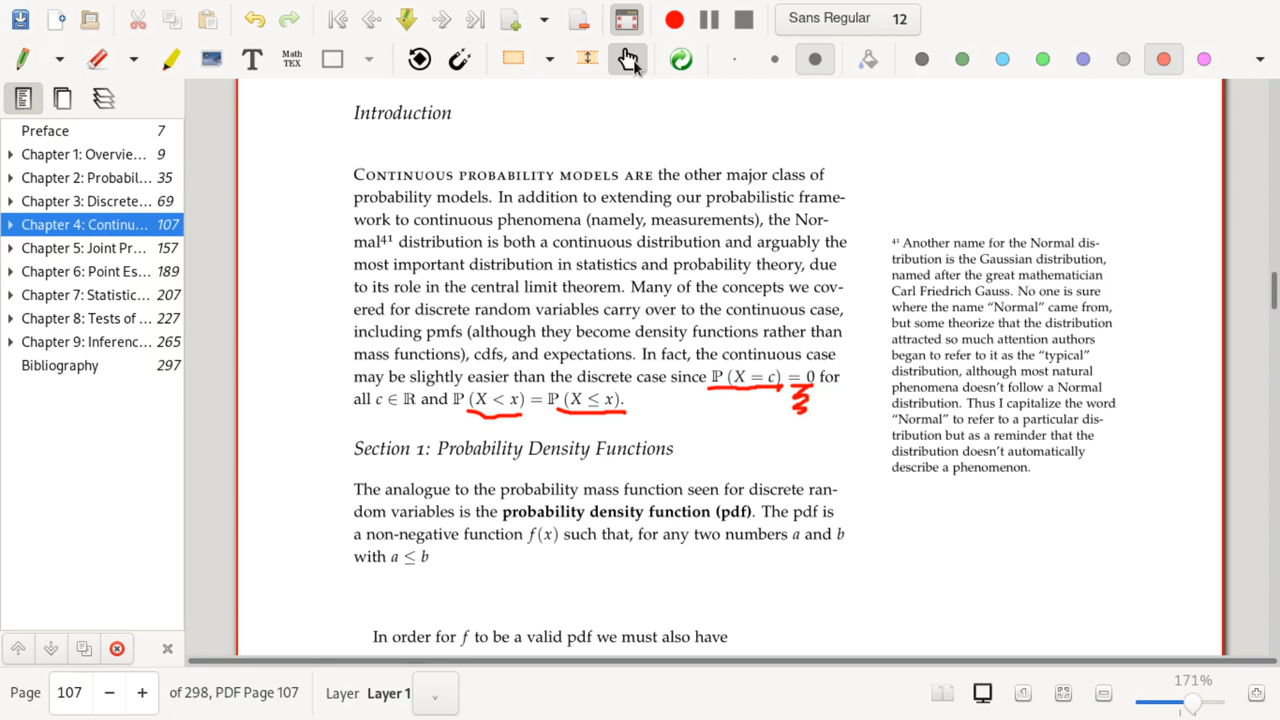 Sans Regular 12
Math
TEX
Preface 7
Chapter 1: Overvie... 9
Chapter 2: Probabil... 35
Chapter 3: Discrete... 69
Chapter 4: Continu... 107
Chapter 5: Joint Pr... 157
Chapter 6: Point Es... 189
Chapter 7: Statistic... 207
Chapter 8: Tests of ... 227
Chapter 9: Inferenc... 265
Bibliography 297
Introduction
CONTINUOUS PROBABILITY MODELS ARE the other major class of
probability models. In addition to extending our probabilistic frame-
work to continuous phenomena (namely, measurements), the Nor-
mal⁴¹ distribution is both a continuous distribution and arguably the
most important distribution in statistics and probability theory, due
to its role in the central limit theorem. Many of the concepts we cov-
ered for discrete random variables carry over to the continuous case,
including pmfs (although they become density functions rather than
mass functions), cdfs, and expectations. In fact, the continuous case
may be slightly easier than the discrete case since ℙ (X = c) = 0 for
all c ∈ ℝ and ℙ (X < x) = ℙ (X ≤ x).
Section 1: Probability Density Functions
The analogue to the probability mass function seen for discrete ran-
dom variables is the probability density function (pdf). The pdf is
a non-negative function f(x) such that, for any two numbers a and b
with a ≤ b
In order for f to be a valid pdf we must also have
⁴¹ Another name for the Normal dis-
tribution is the Gaussian distribution,
named after the great mathematician
Carl Friedrich Gauss. No one is sure
where the name “Normal” came from,
but some theorize that the distribution
attracted so much attention authors
began to refer to it as the “typical”
distribution, although most natural
phenomena doesn’t follow a Normal
distribution. Thus I capitalize the word
“Normal” to refer to a particular dis-
tribution but as a reminder that the
distribution doesn’t automatically
describe a phenomenon.
Page 107 of 298, PDF Page 107 Layer Layer 1
171%